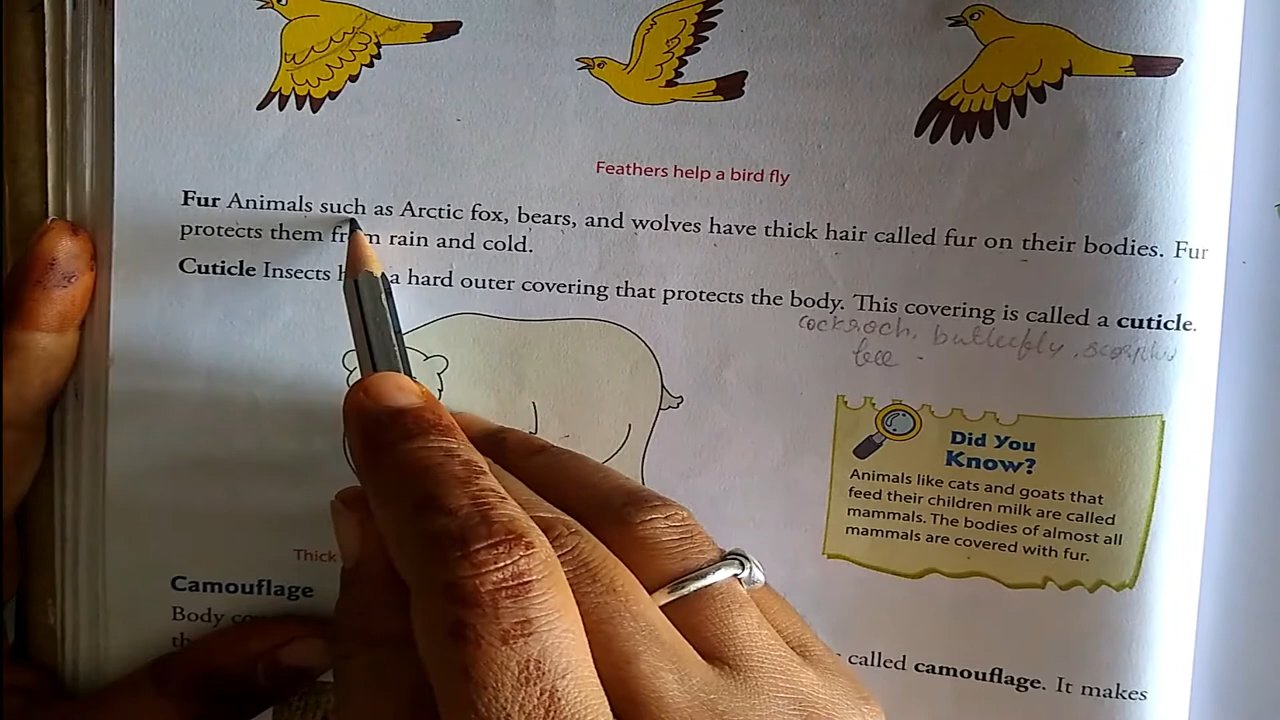 Feathers help a bird fly
Fur Animals such as Arctic fox, bears, and wolves have thick hair called fur on their bodies. Fur
protects them from rain and cold.
Cuticle Insects a hard outer covering that protects the body. This covering is called a cuticle.
cockroch, butterfly, scorpius
bee
Did You
Know?
Animals like cats and goats that
feed their children milk are called
mammals. The bodies of almost all
mammals are covered with fur.
Thick
Camouflage
Body
called camouflage. It makes